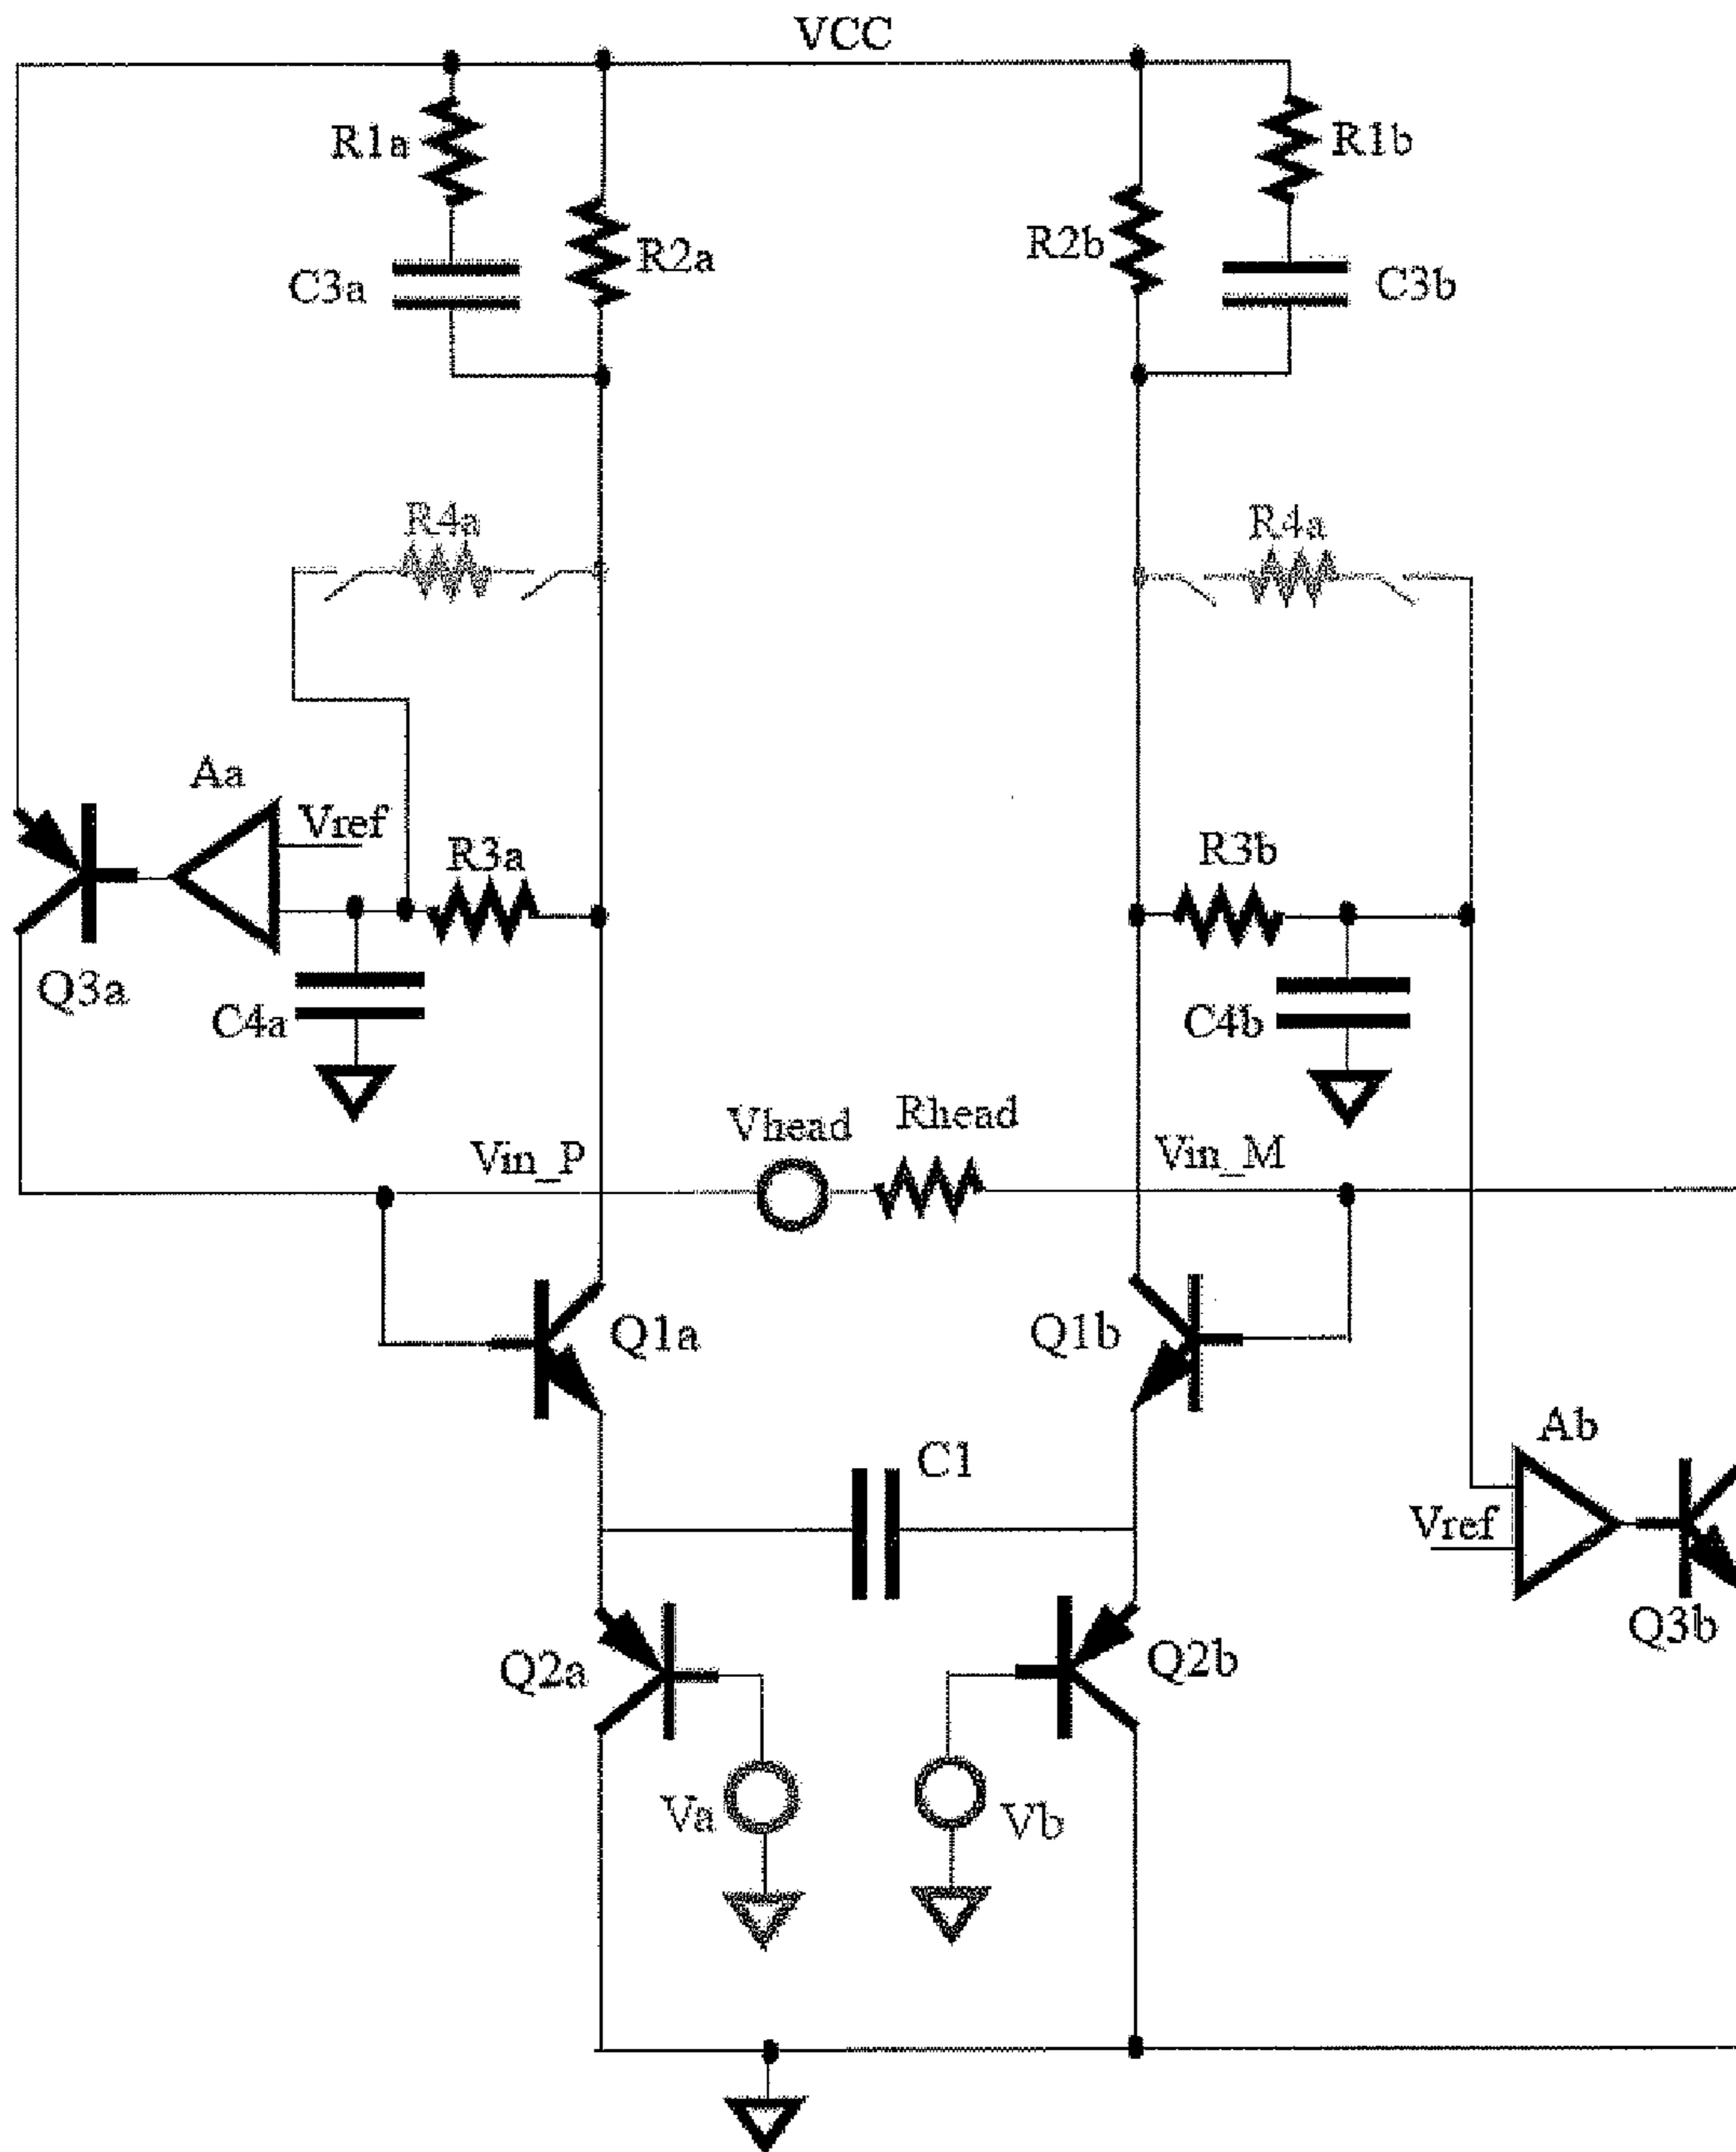 VCC
R1a
R1b
R2a
R2b
C3a
C3b
R4a
R4a
Aa
Vref
R3a
R3b
Q3a
C4a
C4b
Vhead
Rhead
Vin_P
Vin_M
Q1a
Q1b
Ab
C1
Vref
Q3b
Q2a
Q2b
Va
Vb